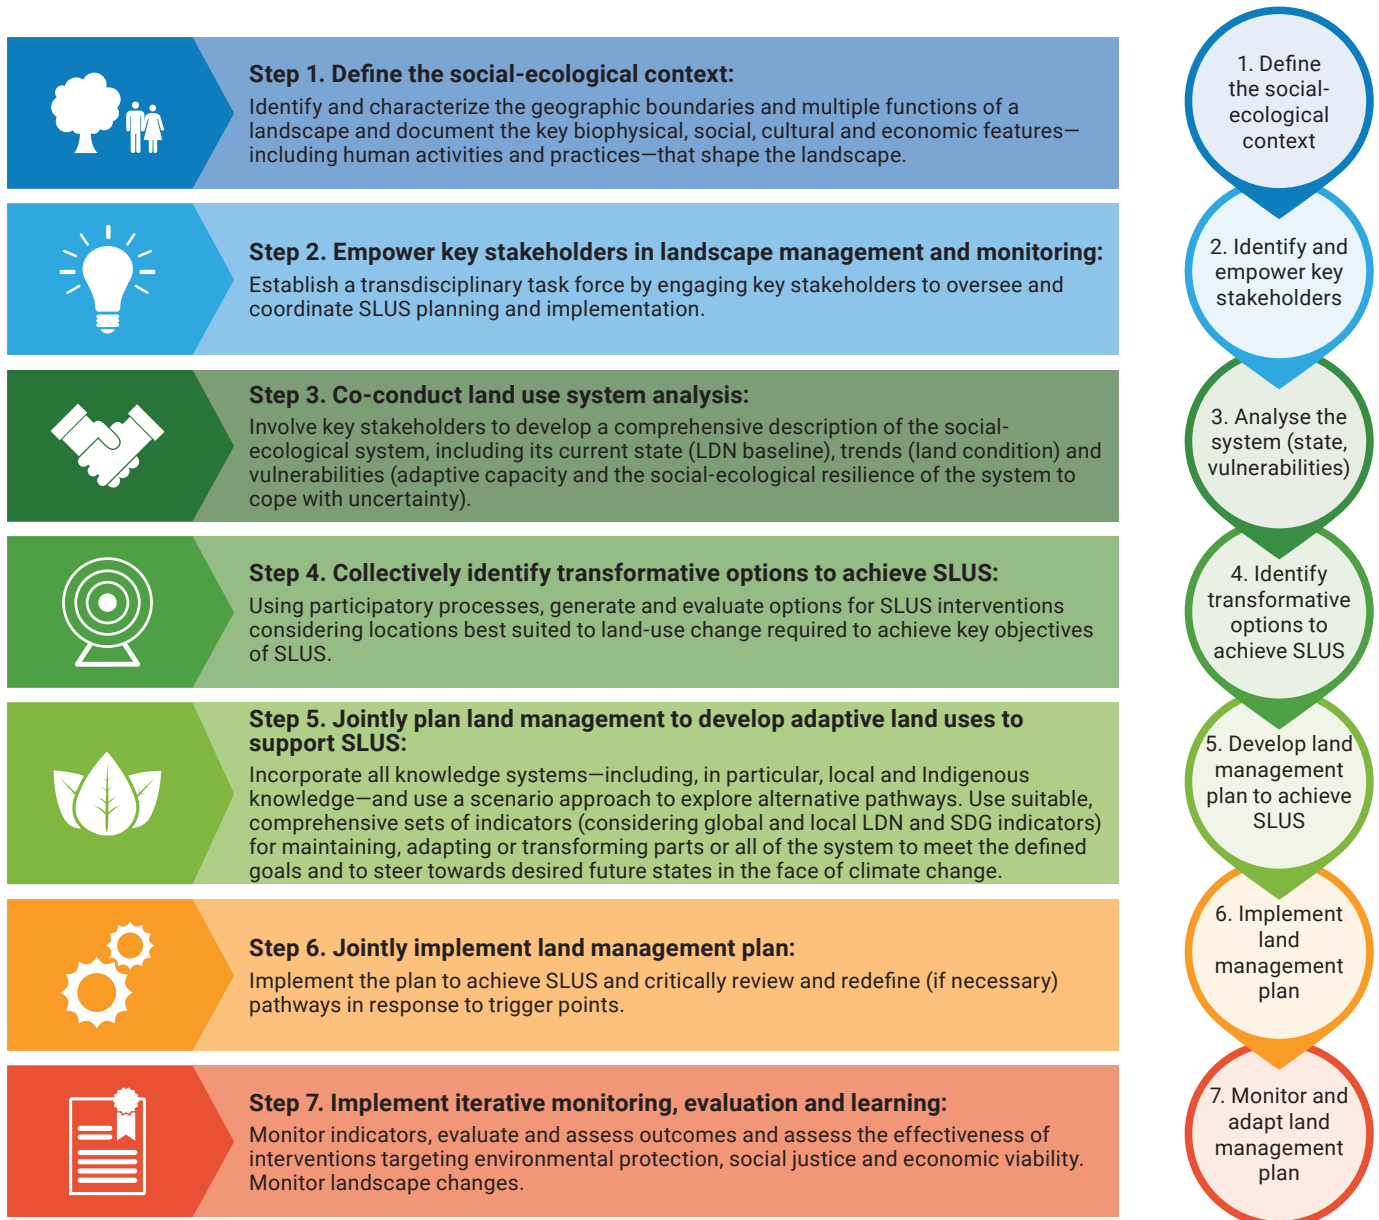 Step 1. Define the social-ecological context:
Identify and characterize the geographic boundaries and multiple functions of a
landscape and document the key biophysical, social, cultural and economic features—
including human activities and practices—that shape the landscape.
Step 2. Empower key stakeholders in landscape management and monitoring:
Establish a transdisciplinary task force by engaging key stakeholders to oversee and
coordinate SLUS planning and implementation.
Step 3. Co-conduct land use system analysis:
Involve key stakeholders to develop a comprehensive description of the social-
ecological system, including its current state (LDN baseline), trends (land condition) and
vulnerabilities (adaptive capacity and the social-ecological resilience of the system to
cope with uncertainty).
Step 4. Collectively identify transformative options to achieve SLUS:
Using participatory processes, generate and evaluate options for SLUS interventions
considering locations best suited to land-use change required to achieve key objectives
of SLUS.
Step 5. Jointly plan land management to develop adaptive land uses to
support SLUS:
Incorporate all knowledge systems—including, in particular, local and Indigenous
knowledge—and use a scenario approach to explore alternative pathways. Use suitable,
comprehensive sets of indicators (considering global and local LDN and SDG indicators)
for maintaining, adapting or transforming parts or all of the system to meet the defined
goals and to steer towards desired future states in the face of climate change.
Step 6. Jointly implement land management plan:
Implement the plan to achieve SLUS and critically review and redefine (if necessary)
pathways in response to trigger points.
Step 7. Implement iterative monitoring, evaluation and learning:
Monitor indicators, evaluate and assess outcomes and assess the effectiveness of
interventions targeting environmental protection, social justice and economic viability.
Monitor landscape changes.
1. Define
the social-
ecological
context
2. Identify and
empower key
stakeholders
3. Analyse the
system (state,
vulnerabilities)
4. Identify
transformative
options to
achieve SLUS
5. Develop land
management
plan to achieve
SLUS
6. Implement
land
management
plan
7. Monitor and
adapt land
management
plan